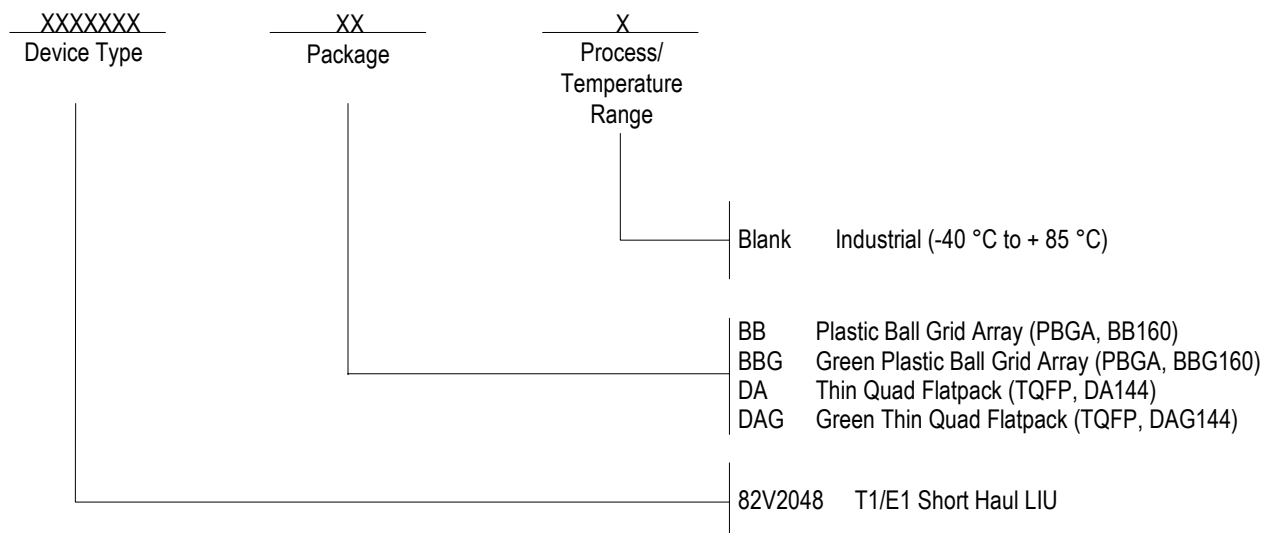 XXXXXXX XX X
Device Type Package Process/
Temperature
Range
Blank Industrial (-40 °C to + 85 °C)
BB Plastic Ball Grid Array (PBGA, BB160)
BBG Green Plastic Ball Grid Array (PBGA, BBG160)
DA Thin Quad Flatpack (TQFP, DA144)
DAG Green Thin Quad Flatpack (TQFP, DAG144)
82V2048 T1/E1 Short Haul LIU